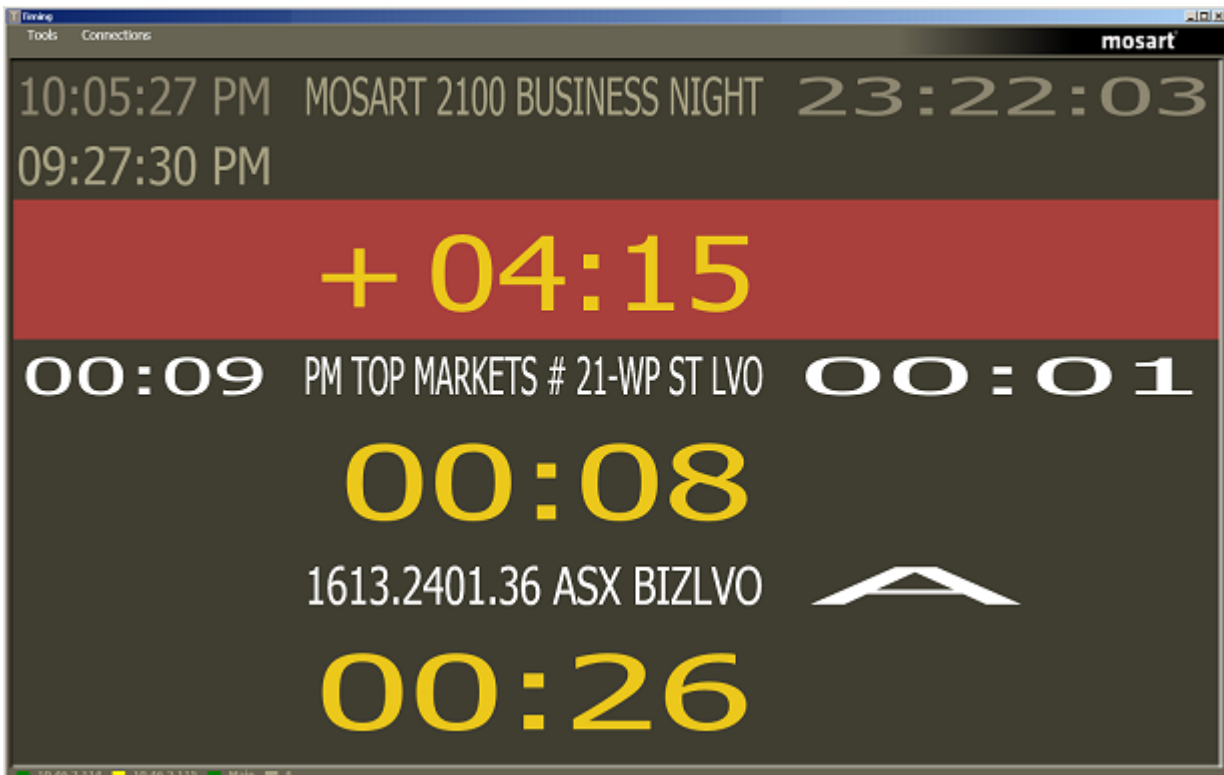 Timing
Tools Connections
mosart
10:05:27 PM MOSART 2100 BUSINESS NIGHT 23:22:03
09:27:30 PM
+ 04:15
00:09 PM TOP MARKETS # 21-WP ST LVO 00:01
00:08
1613.2401.36 ASX BIZLVO A
00:26